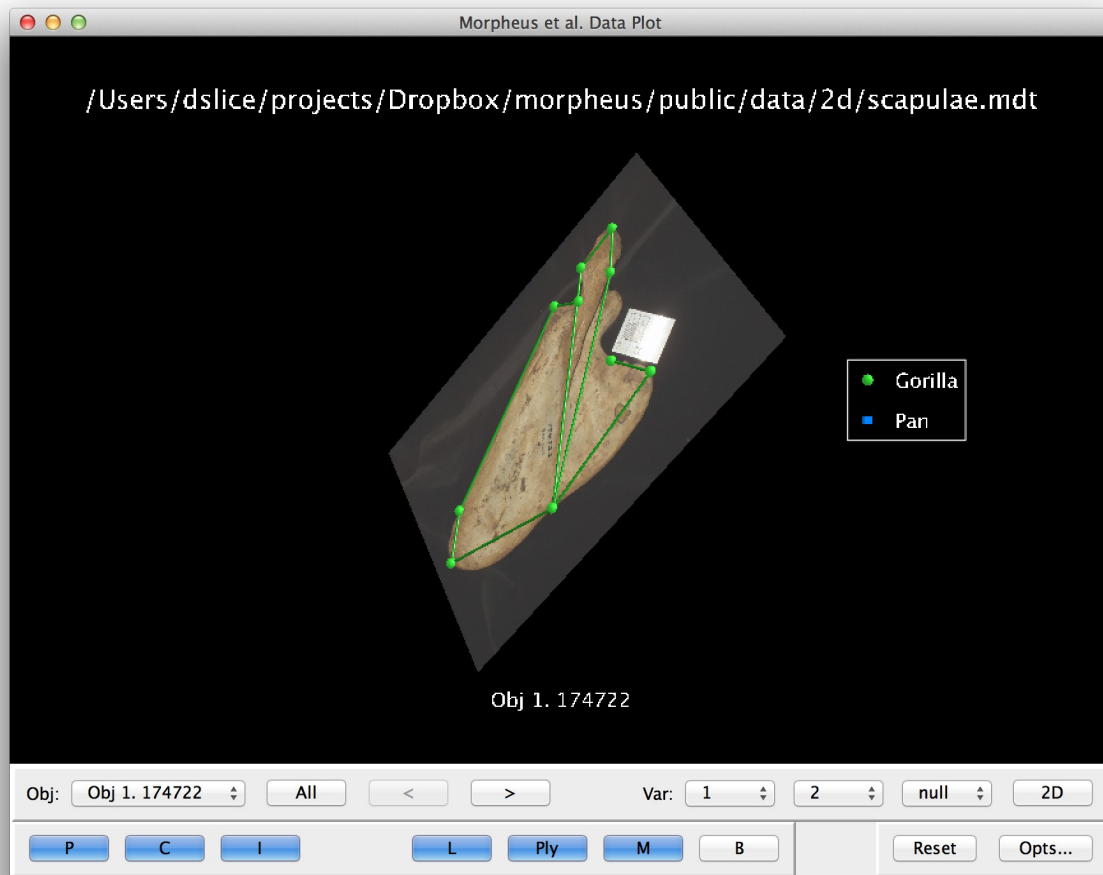 Morpheus et al. Data Plot
/Users/dslice/projects/Dropbox/morpheus/public/data/2d/scapulae.mdt
Gorilla
Pan
Obj 1. 174722
Obj: Obj 1. 174722 All < > Var: 1 2 null 2D
P C I L Ply M B Reset Opts...